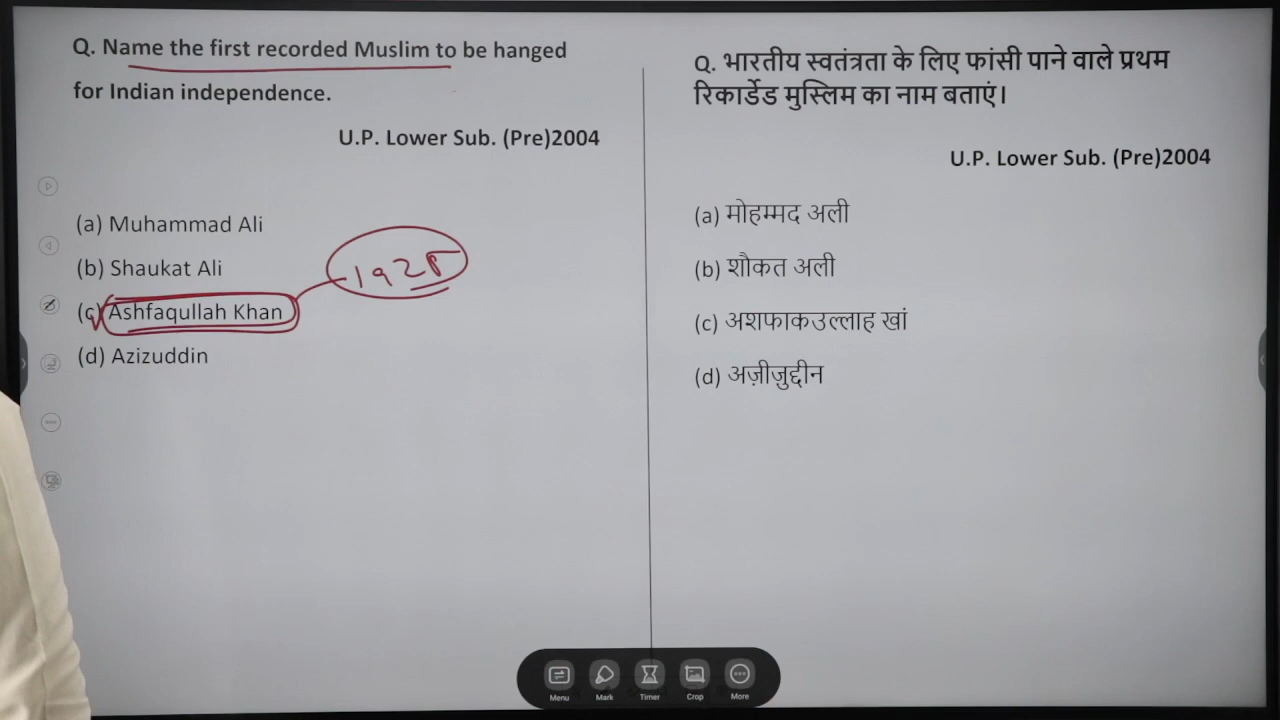 Q. Name the first recorded Muslim to be hanged
for Indian independence.
U.P. Lower Sub. (Pre)2004
(a) Muhammad Ali
(b) Shaukat Ali
(c) Ashfaqullah Khan
(d) Azizuddin
Q. भारतीय स्वतंत्रता के लिए फांसी पाने वाले प्रथम
रिकार्डेड मुस्लिम का नाम बताएं।
U.P. Lower Sub. (Pre)2004
(a) मोहम्मद अली
(b) शौकत अली
(c) अशफाकउल्लाह खां
(d) अज़ीजुद्दीन
Menu Mark Timer Crop More